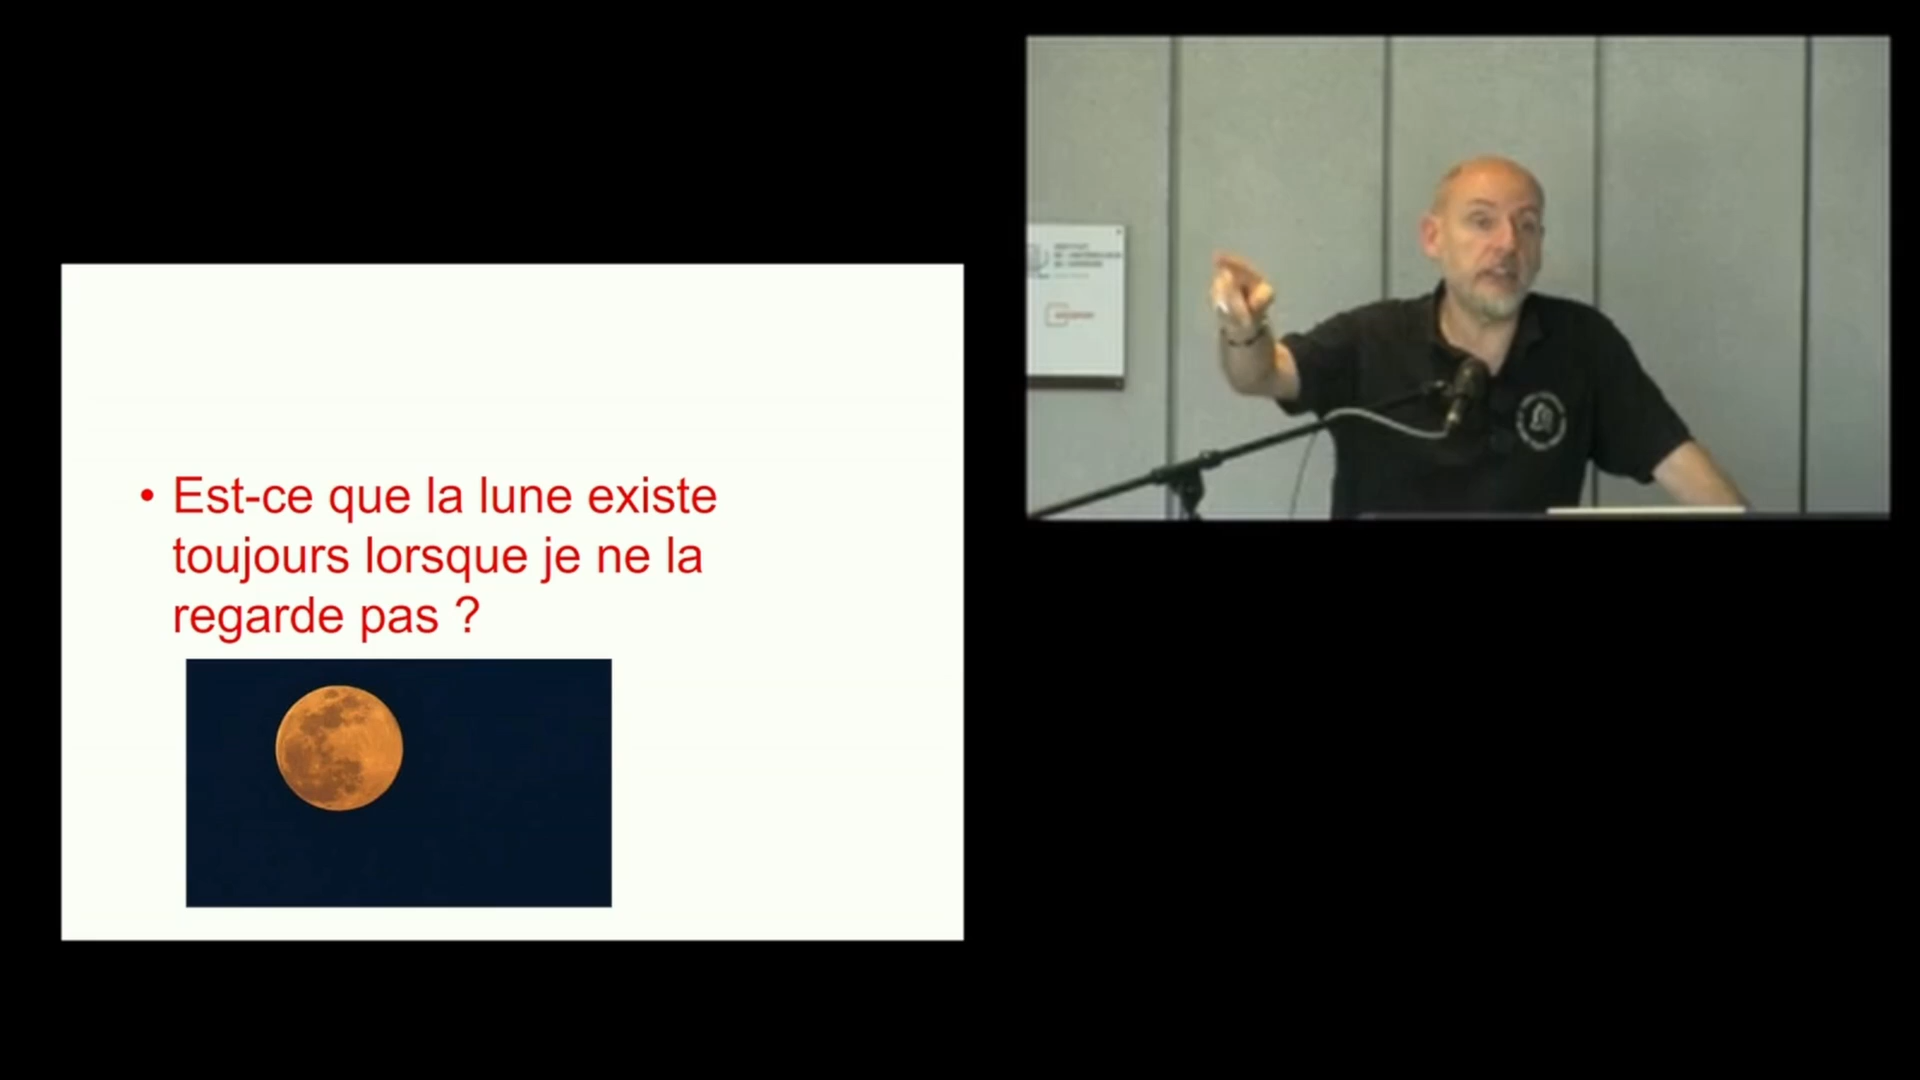 • Est-ce que la lune existe
toujours lorsque je ne la
regarde pas ?